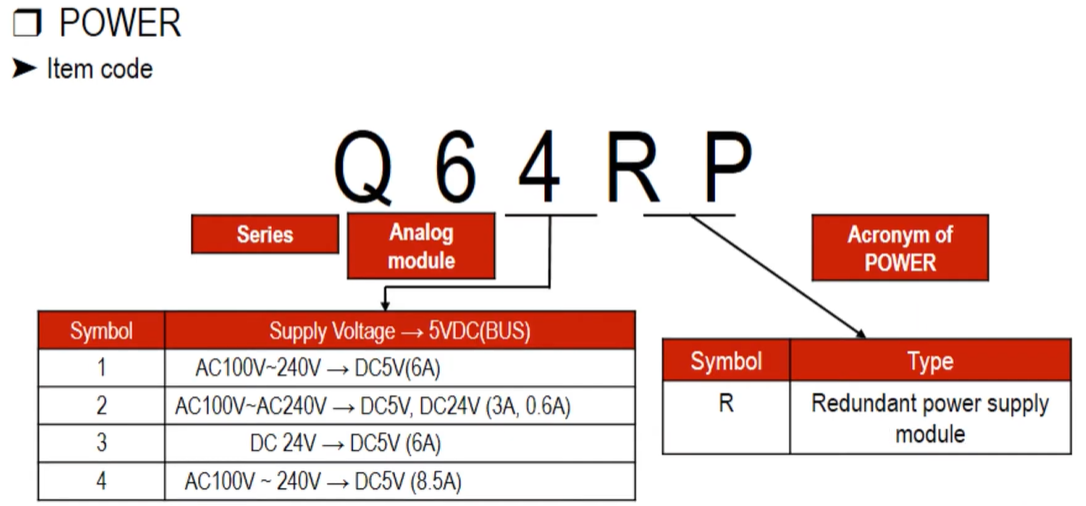 ❒ POWER
➤ Item code
Q 6 4 R P
Series
Analog
module
Acronym of
POWER
Symbol Supply Voltage → 5VDC(BUS)
1 AC100V~240V → DC5V(6A)
2 AC100V~AC240V → DC5V, DC24V (3A, 0.6A)
3 DC 24V → DC5V (6A)
4 AC100V ~ 240V → DC5V (8.5A)
Symbol Type
R Redundant power supply
module